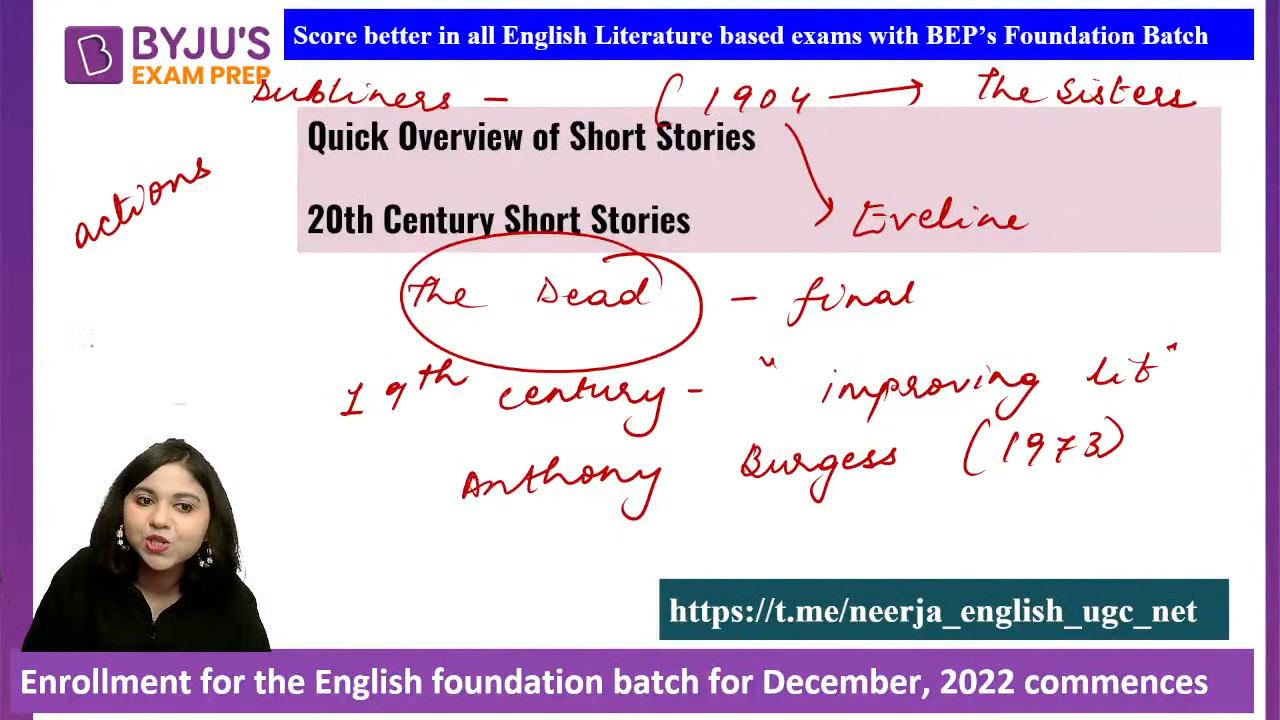 BYJU'S
EXAM PREP
Score better in all English Literature based exams with BEP's Foundation Batch
Dubliners - ( 1904 → The Sisters
Quick Overview of Short Stories
actions
20th Century Short Stories
Eveline
The Dead - final
19th century - "improving lit"
Anthony Burgess (1973)
https://t.me/neerja_english_ugc_net
Enrollment for the English foundation batch for December, 2022 commences